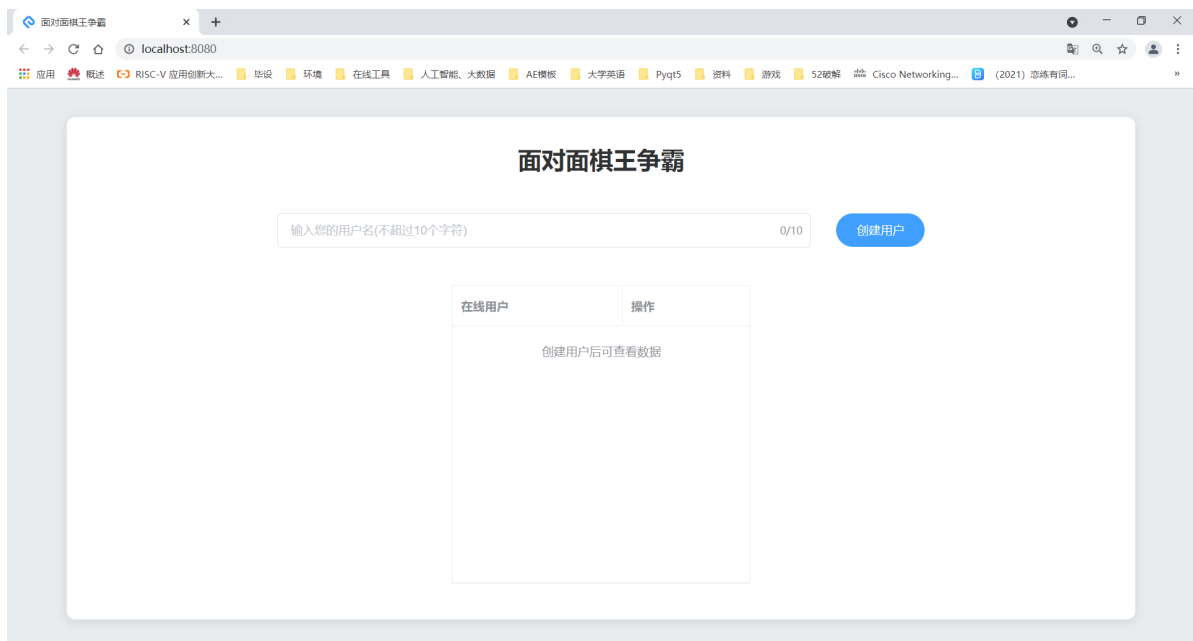 面对面棋王争霸
localhost:8080
应用 概述 RISC-V 应用创新大... 毕设 环境 在线工具 人工智能、大数据 AE模板 大学英语 Pyqt5 资料 游戏 52破解 Cisco Networking... (2021) 恋练有词... »
面对面棋王争霸
输入您的用户名(不超过10个字符) 0/10 创建用户
在线用户 操作
创建用户后可查看数据